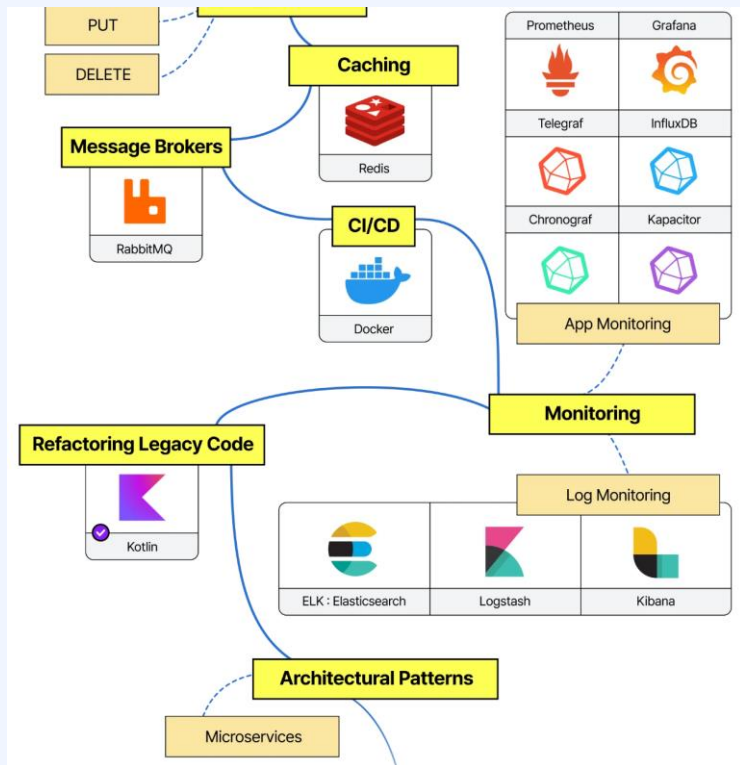 PUT
DELETE
Caching
Redis
Message Brokers
RabbitMQ
CI/CD
Docker
Prometheus
Grafana
Telegraf
InfluxDB
Chronograf
Kapacitor
App Monitoring
Monitoring
Refactoring Legacy Code
Kotlin
Log Monitoring
ELK : Elasticsearch
Logstash
Kibana
Architectural Patterns
Microservices